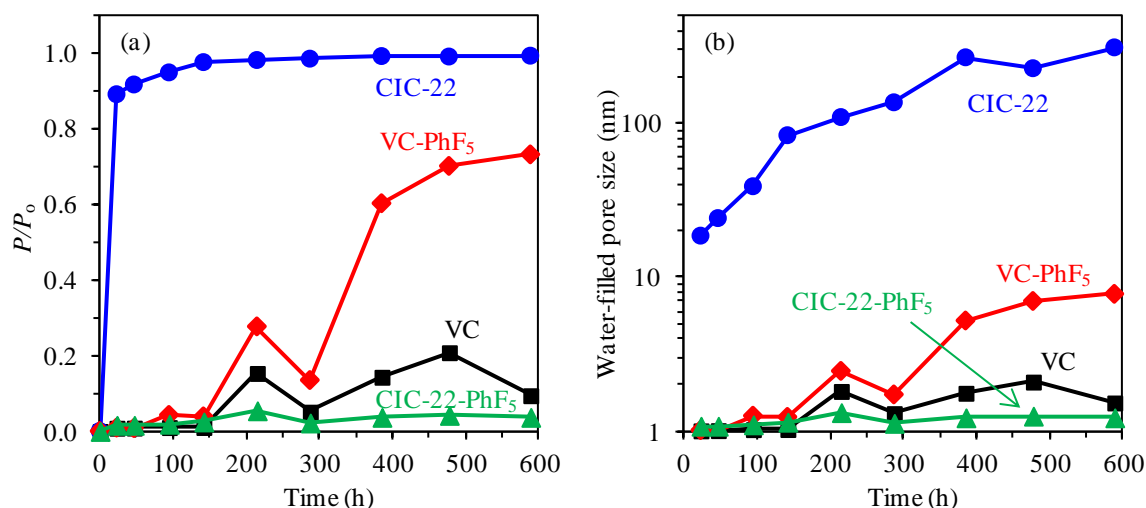 (a)
P/Po
1.0
0.8
0.6
0.4
0.2
0.0
CIC-22
VC-PhF5
VC
CIC-22-PhF5
0 100 200 300 400 500 600
Time (h)
(b)
Water-filled pore size (nm)
100
10
1
CIC-22
VC-PhF5
CIC-22-PhF5
VC
0 100 200 300 400 500 600
Time (h)